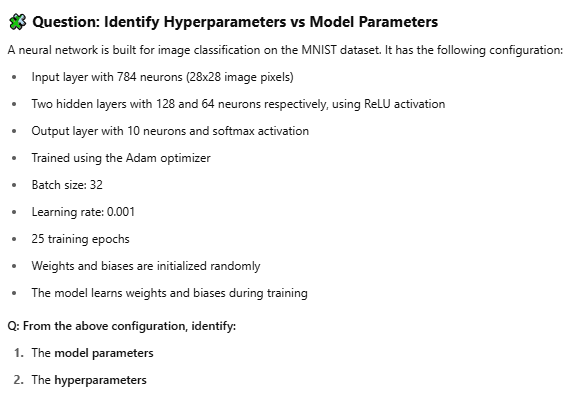 🧩 Question: Identify Hyperparameters vs Model Parameters
A neural network is built for image classification on the MNIST dataset. It has the following configuration:
• Input layer with 784 neurons (28x28 image pixels)
• Two hidden layers with 128 and 64 neurons respectively, using ReLU activation
• Output layer with 10 neurons and softmax activation
• Trained using the Adam optimizer
• Batch size: 32
• Learning rate: 0.001
• 25 training epochs
• Weights and biases are initialized randomly
• The model learns weights and biases during training
Q: From the above configuration, identify:
1. The model parameters
2. The hyperparameters